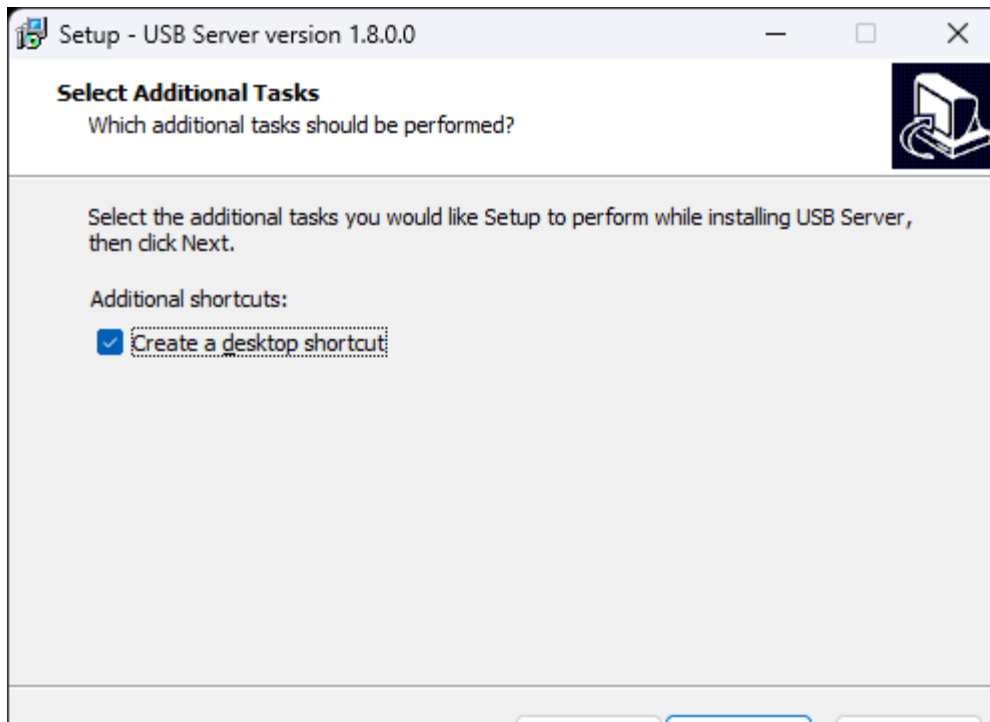 Setup - USB Server version 1.8.0.0
Select Additional Tasks
Which additional tasks should be performed?
Select the additional tasks you would like Setup to perform while installing USB Server,
then click Next.
Additional shortcuts:
Create a desktop shortcut